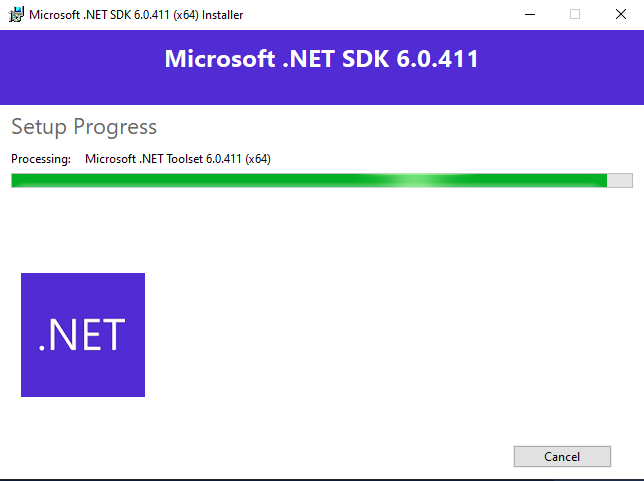 Microsoft .NET SDK 6.0.411 (x64) Installer
Microsoft .NET SDK 6.0.411
Setup Progress
Processing: Microsoft .NET Toolset 6.0.411 (x64)
.NET
Cancel